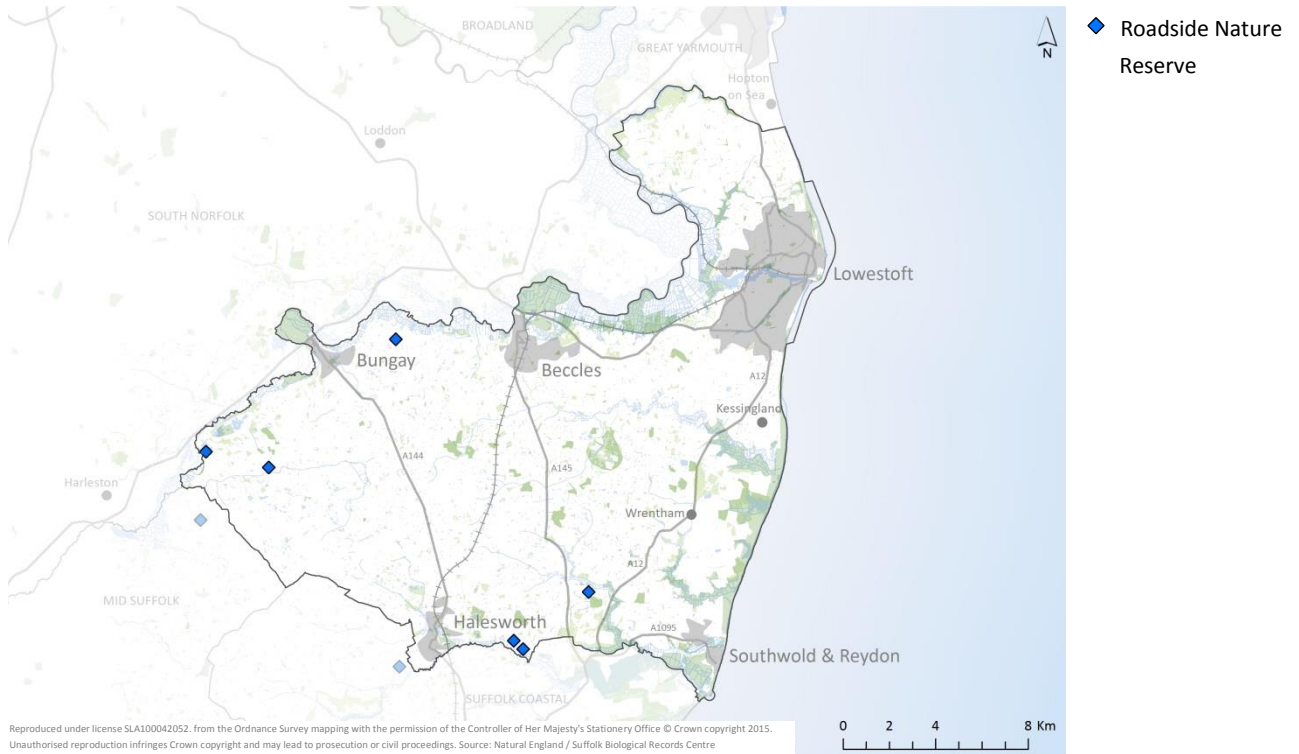 BROADLAND
GREAT YARMOUTH
Hopton
on Sea
N
Roadside Nature
Reserve
Loddon
SOUTH NORFOLK
Lowestoft
Bungay
Beccles
A12
Kessingland
A144
A145
Harleston
Wrentham
A12
MID SUFFOLK
Halesworth
A1095
Southwold & Reydon
SUFFOLK COASTAL
0 2 4 8 Km
Reproduced under license SLA100042052. from the Ordnance Survey mapping with the permission of the Controller of Her Majesty's Stationery Office © Crown copyright 2015.
Unauthorised reproduction infringes Crown copyright and may lead to prosecution or civil proceedings. Source: Natural England / Suffolk Biological Records Centre